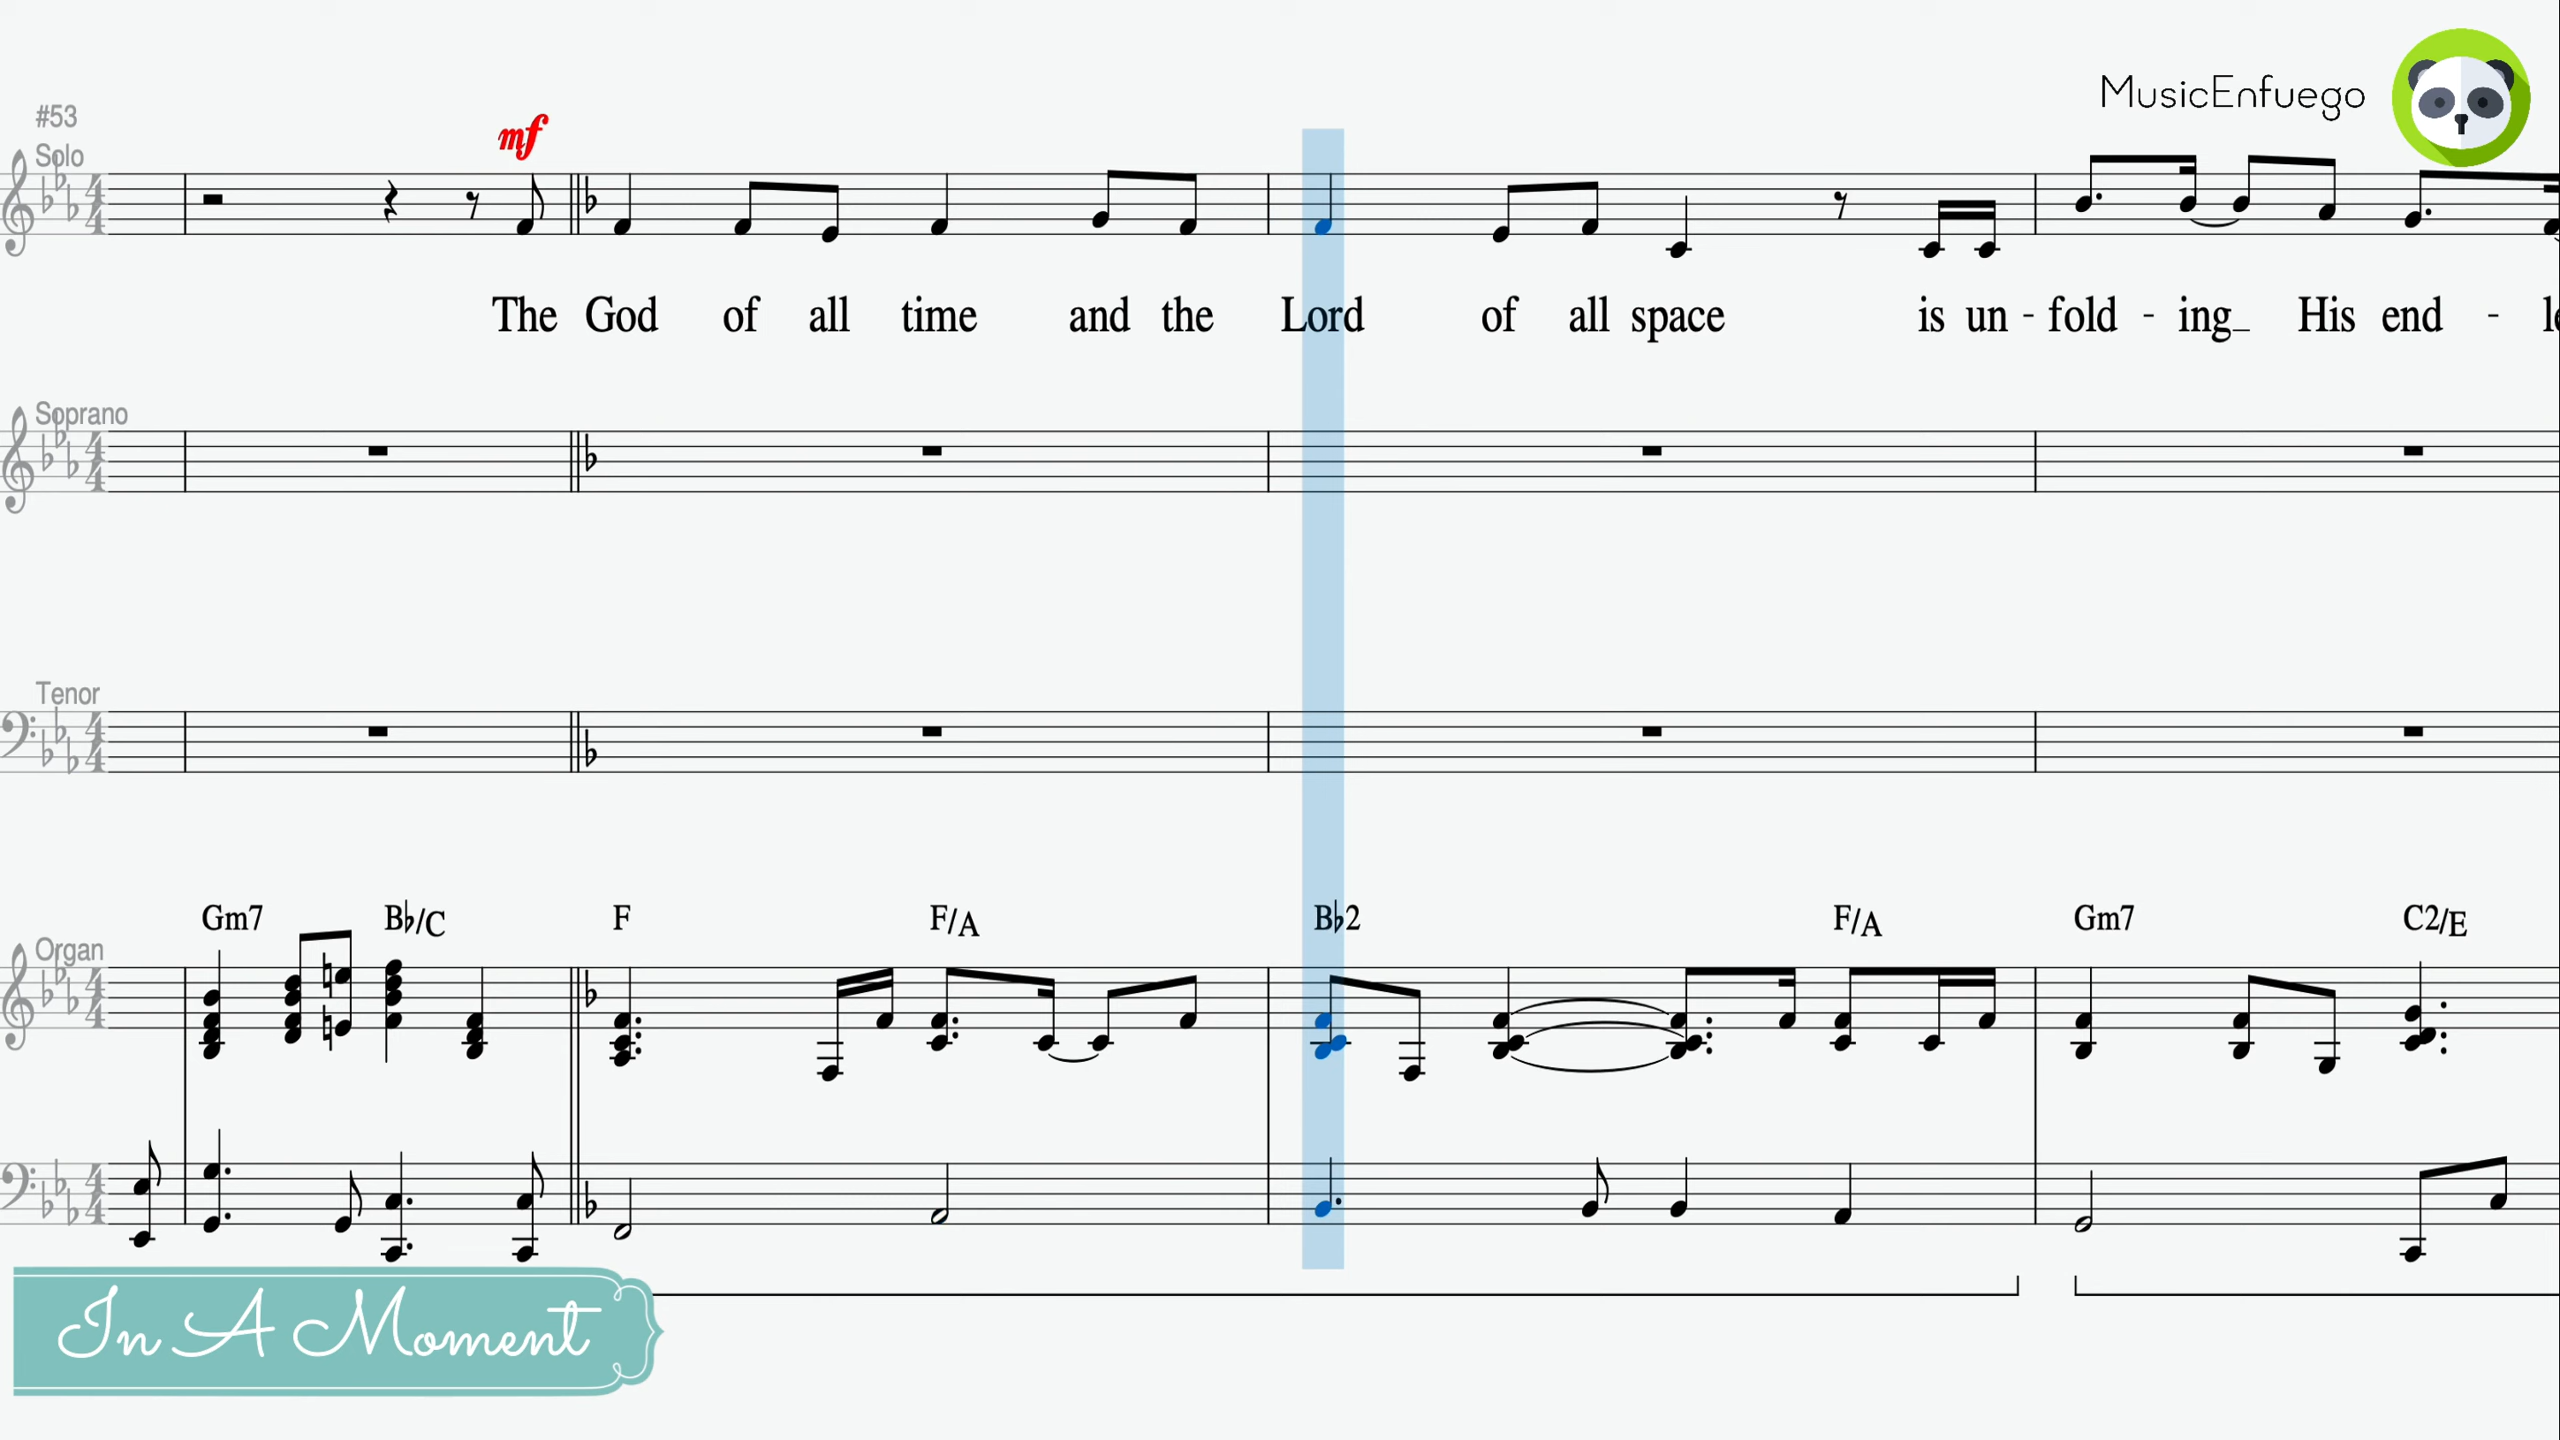 MusicEnfuego
#53
Solo
mf
The God of all time and the Lord of all space is un - fold - ing_ His end -
Soprano
Tenor
Gm7 B♭/C F F/A B♭2 F/A Gm7 C2/E
Organ
In A Moment